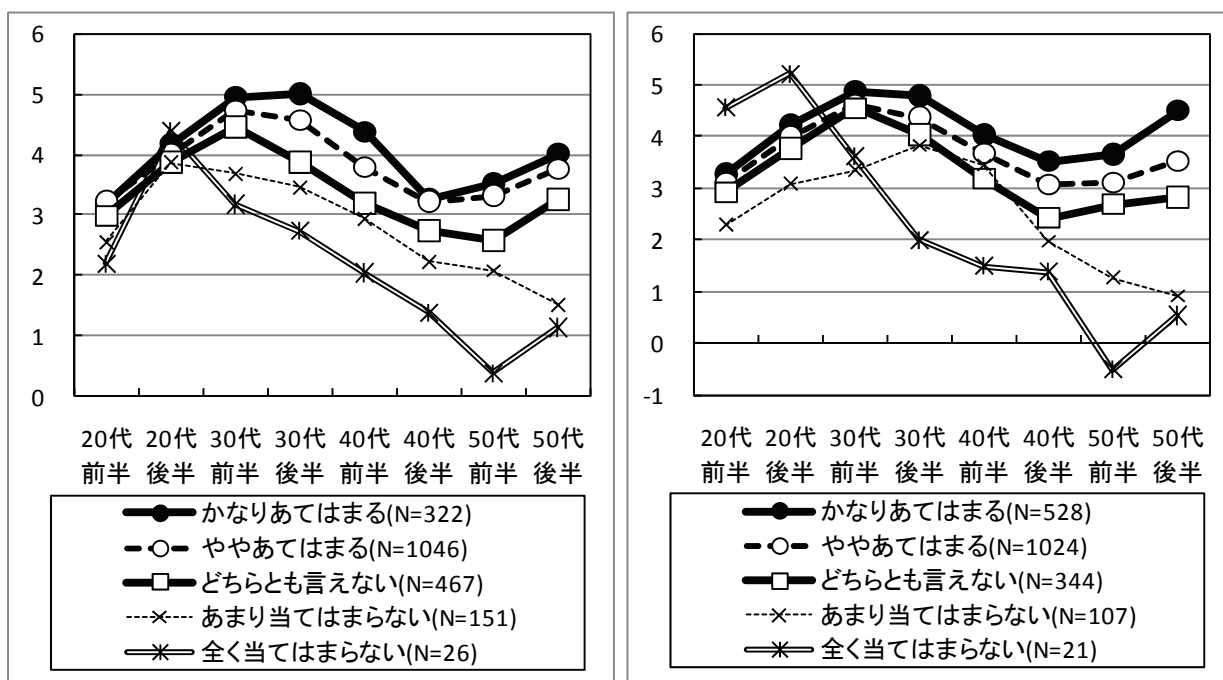 6
5
4
3
2
1
0
20代 20代 30代 30代 40代 40代 50代 50代
前半 後半 前半 後半 前半 後半 前半 後半
かなりあてはまる(N=322)
ややあてはまる(N=1046)
どちらとも言えない(N=467)
あまり当てはまらない(N=151)
全く当てはまらない(N=26)
6
5
4
3
2
1
0
-1
20代 20代 30代 30代 40代 40代 50代 50代
前半 後半 前半 後半 前半 後半 前半 後半
かなりあてはまる(N=528)
ややあてはまる(N=1024)
どちらとも言えない(N=344)
あまり当てはまらない(N=107)
全く当てはまらない(N=21)